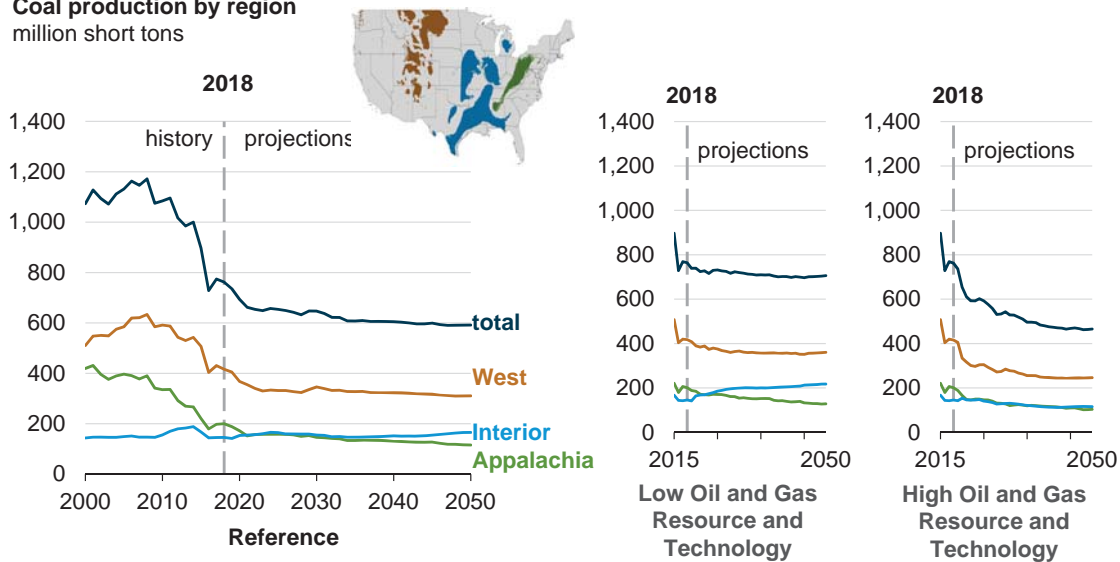 Coal production by region
million short tons
2018
history
projections
1,400
1,200
1,000
800
600
400
200
0
total
West
Interior
Appalachia
2000
2010
2020
2030
2040
2050
Reference
2018
projections
1,400
1,200
1,000
800
600
400
200
0
2015
2050
Low Oil and Gas
Resource and
Technology
2018
projections
1,400
1,200
1,000
800
600
400
200
0
2015
2050
High Oil and Gas
Resource and
Technology